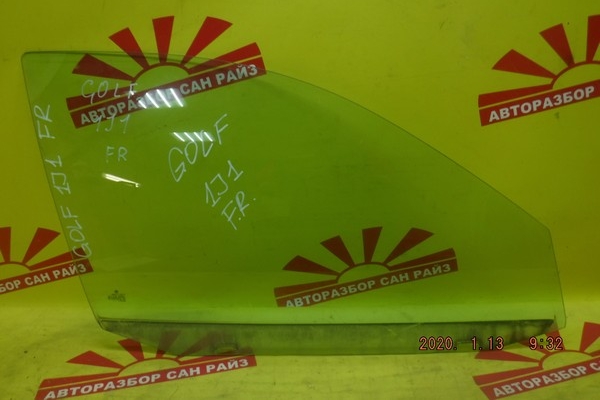 АВТОРАЗБОР САН РАЙЗ
АВТОРАЗБОР САН РАЙЗ
GOLF
1J1
FR
GOLF 1J1 FR
GOLF
1J1
F.R.
САН РАЙЗ
АВТОРАЗБОР САН РАЙЗ
АВТОРАЗБОР САН РАЙЗ
АВТОРАЗБОР САН РАЙЗ
2020. 1.13 9:32